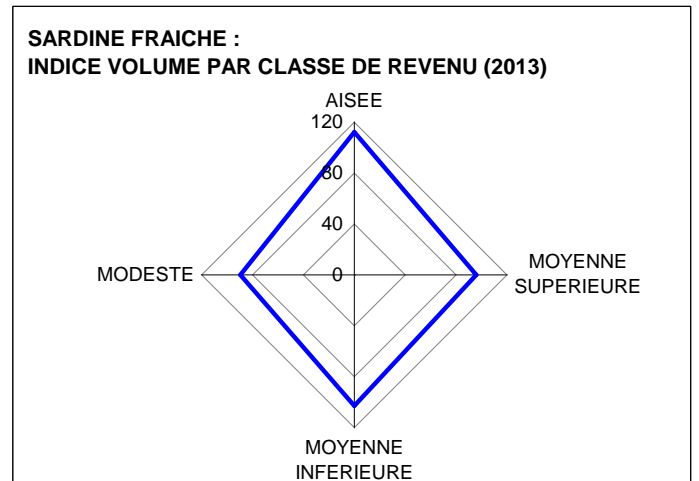 SARDINE FRAICHE :
INDICE VOLUME PAR CLASSE DE REVENU (2013)
AISEE
120
80
40
0
MODESTE
MOYENNE
SUPERIEURE
MOYENNE
INFERIEURE